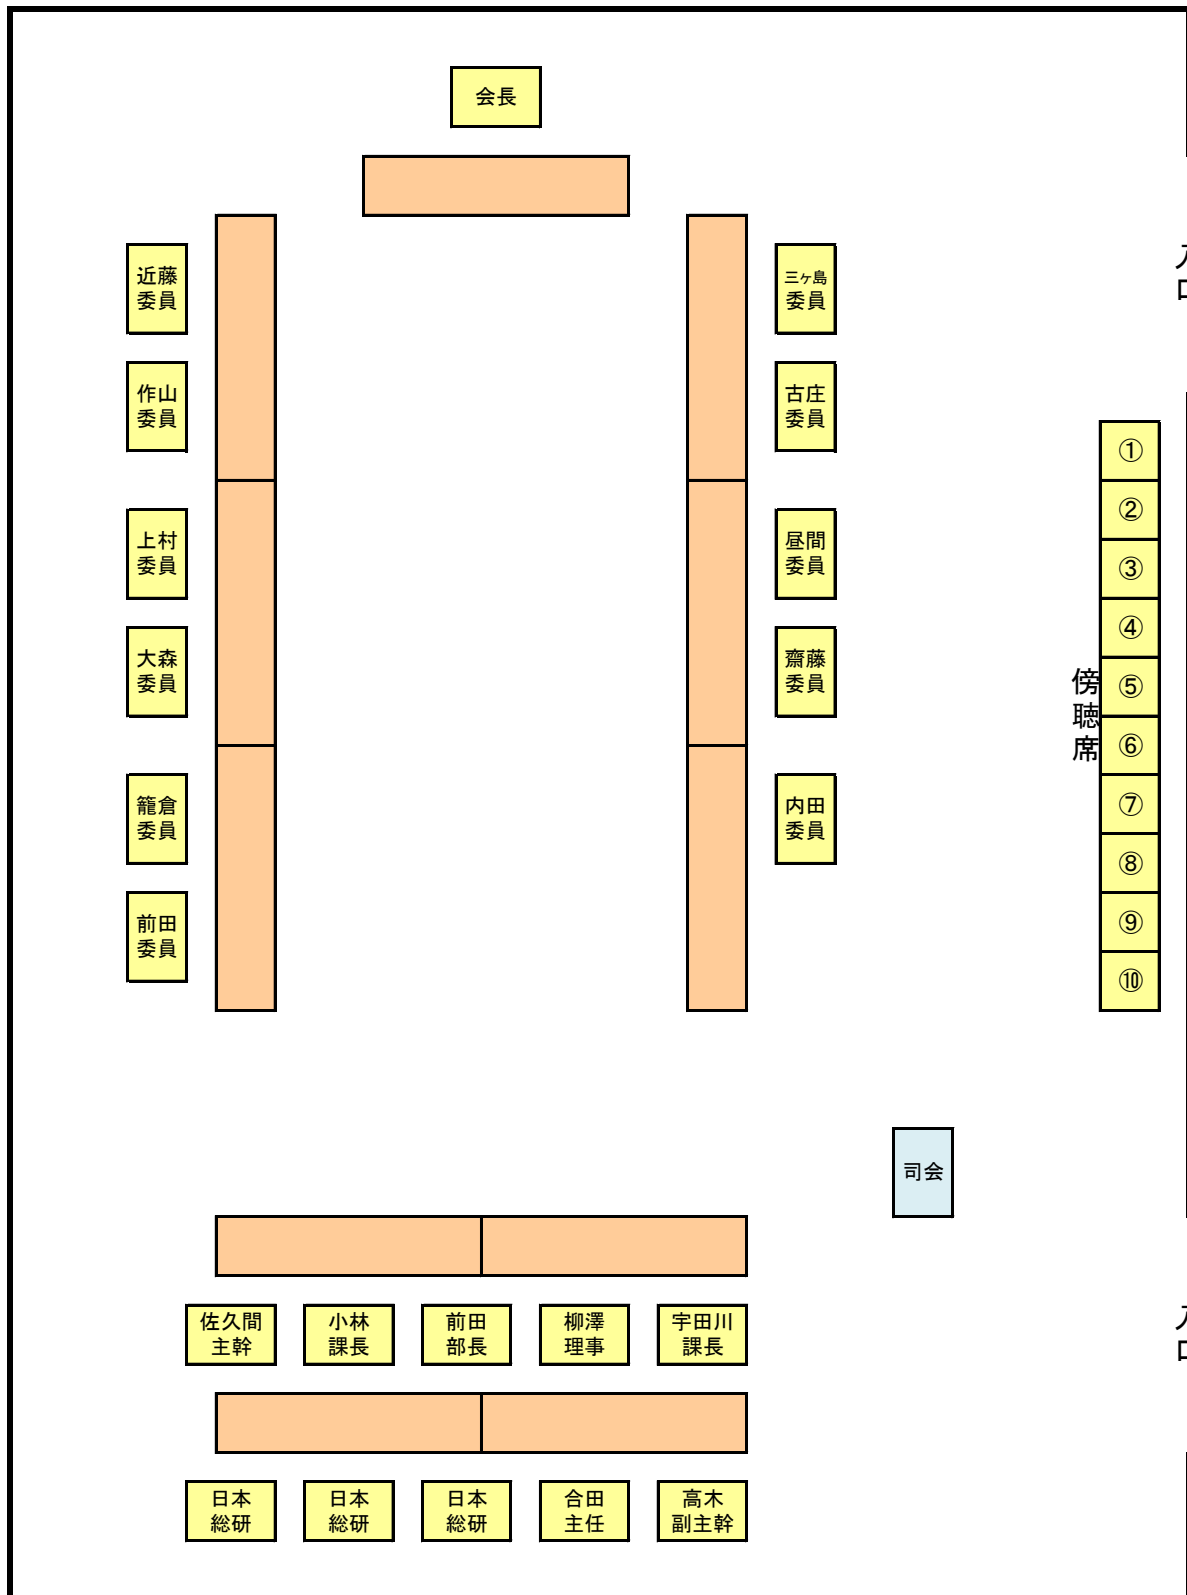 会長
近藤
委員
三ヶ島
委員
入口
作山
委員
古庄
委員
①
②
上村
委員
昼間
委員
③
④
大森
委員
齋藤
委員
傍聴席
⑤
⑥
籠倉
委員
内田
委員
⑦
⑧
前田
委員
⑨
⑩
司会
佐久間
主幹
小林
課長
前田
部長
柳澤
理事
宇田川
課長
入口
日本
総研
日本
総研
日本
総研
合田
主任
高木
副主幹